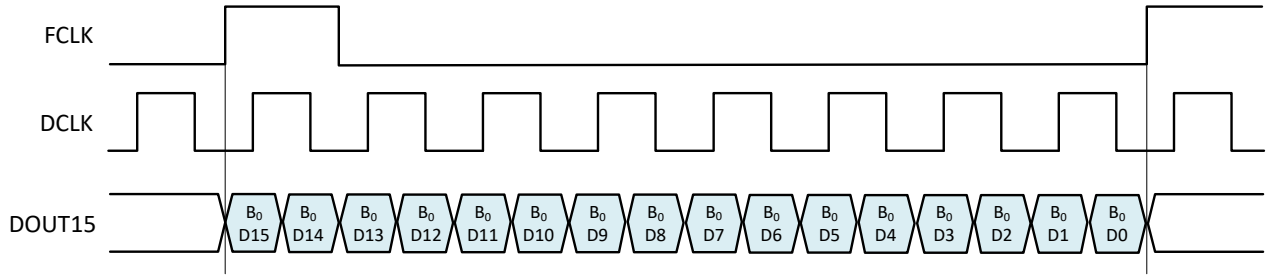 FCLK
DCLK
DOUT15
B0 B0 B0 B0 B0 B0 B0 B0 B0 B0 B0 B0 B0 B0 B0 B0
D15 D14 D13 D12 D11 D10 D9 D8 D7 D6 D5 D4 D3 D2 D1 D0